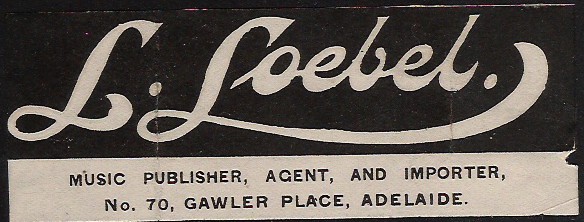 L. Loebel.
MUSIC PUBLISHER, AGENT, AND IMPORTER,
No. 70, GAWLER PLACE, ADELAIDE.